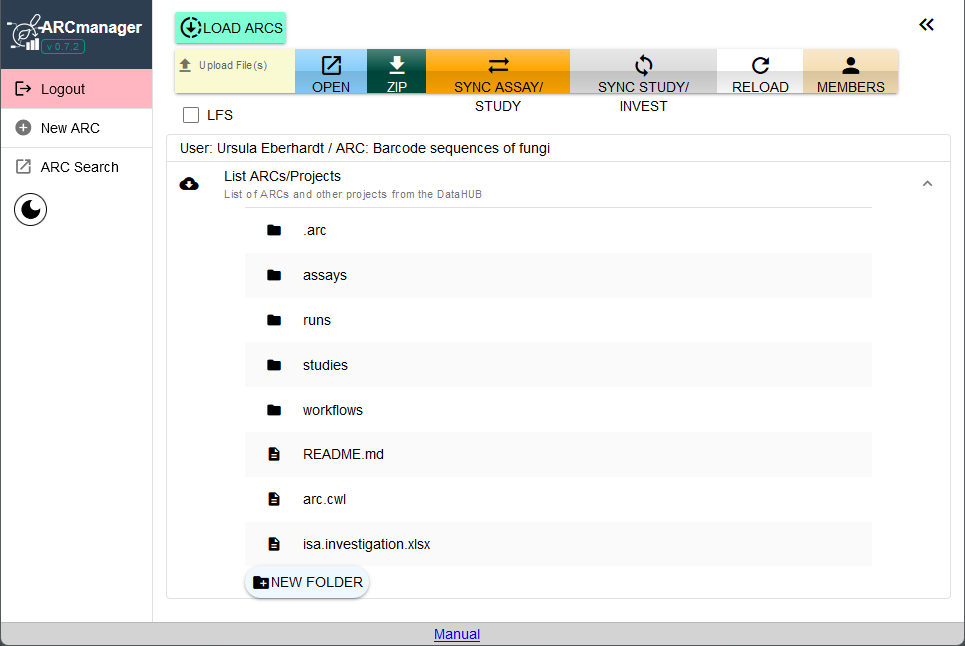 ARCmanager
v 0.7.2
Logout
New ARC
ARC Search
LOAD ARCS
Upload File(s)
OPEN
ZIP
SYNC ASSAY/
STUDY
SYNC STUDY/
INVEST
RELOAD
MEMBERS
LFS
User: Ursula Eberhardt / ARC: Barcode sequences of fungi
List ARCs/Projects
List of ARCs and other projects from the DataHUB
.arc
assays
runs
studies
workflows
README.md
arc.cwl
isa.investigation.xlsx
NEW FOLDER
Manual